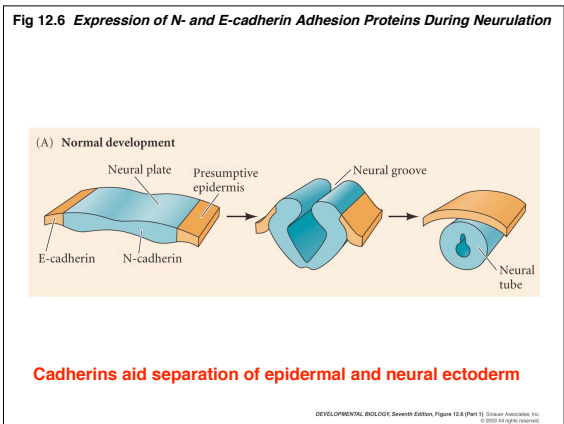 Fig 12.6 Expression of N- and E-cadherin Adhesion Proteins During Neurulation
(A) Normal development
Neural plate
Presumptive
epidermis
Neural groove
E-cadherin
N-cadherin
Neural
tube
Cadherins aid separation of epidermal and neural ectoderm
DEVELOPMENTAL BIOLOGY, Seventh Edition, Figure 12.6 (Part 1) Sinauer Associates, Inc.
© 2003 All rights reserved.